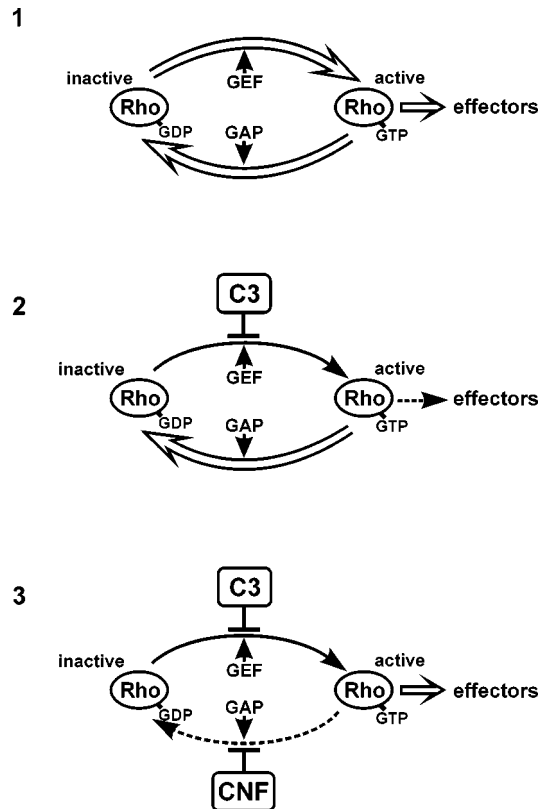 1
inactive
GEF
active
Rho
Rho
effectors
GDP
GAP
GTP
2
C3
inactive
GEF
active
Rho
Rho
effectors
GDP
GAP
GTP
3
C3
inactive
GEF
active
Rho
Rho
effectors
GDP
GAP
GTP
CNF